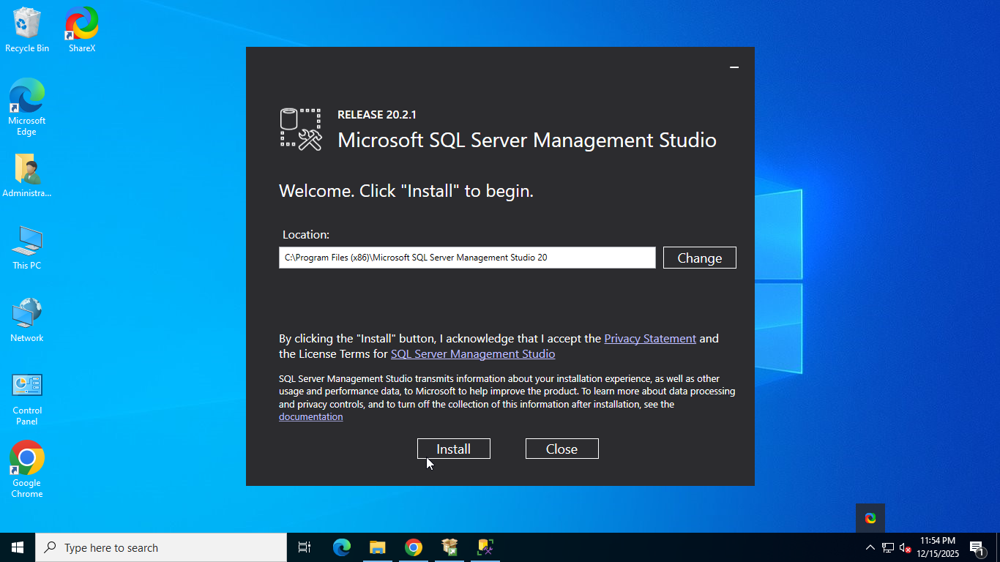 Recycle Bin
ShareX
Microsoft
Edge
Administra...
This PC
Network
Control
Panel
Google
Chrome
RELEASE 20.2.1
Microsoft SQL Server Management Studio
Welcome. Click "Install" to begin.
Location:
C:\Program Files (x86)\Microsoft SQL Server Management Studio 20
Change
By clicking the "Install" button, I acknowledge that I accept the Privacy Statement and
the License Terms for SQL Server Management Studio
SQL Server Management Studio transmits information about your installation experience, as well as other
usage and performance data, to Microsoft to help improve the product. To learn more about data processing
and privacy controls, and to turn off the collection of this information after installation, see the
documentation
Install
Close
Type here to search
11:54 PM
12/15/2025
1